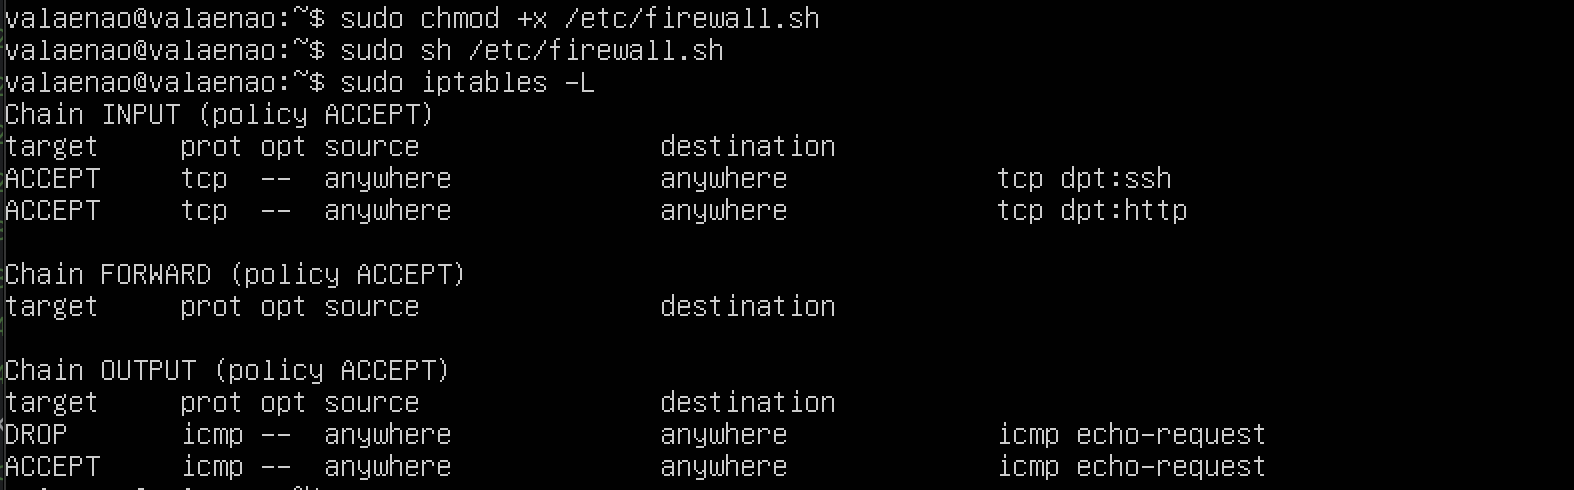 valaenao@valaenao:~$ sudo chmod +x /etc/firewall.sh
valaenao@valaenao:~$ sudo sh /etc/firewall.sh
valaenao@valaenao:~$ sudo iptables -L
Chain INPUT (policy ACCEPT)
target     prot opt source               destination
ACCEPT     tcp  --  anywhere             anywhere             tcp dpt:ssh
ACCEPT     tcp  --  anywhere             anywhere             tcp dpt:http
Chain FORWARD (policy ACCEPT)
target     prot opt source               destination
Chain OUTPUT (policy ACCEPT)
target     prot opt source               destination
DROP       icmp --  anywhere             anywhere             icmp echo-request
ACCEPT     icmp --  anywhere             anywhere             icmp echo-request